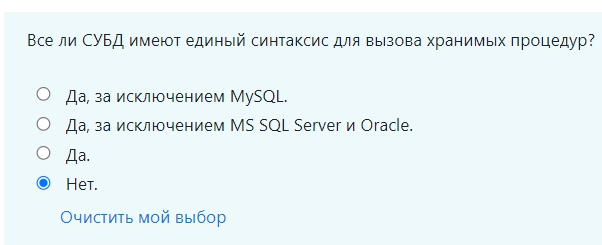 Все ли СУБД имеют единый синтаксис для вызова хранимых процедур?
Да, за исключением MySQL.
Да, за исключением MS SQL Server и Oracle.
Да.
Нет.
Очистить мой выбор